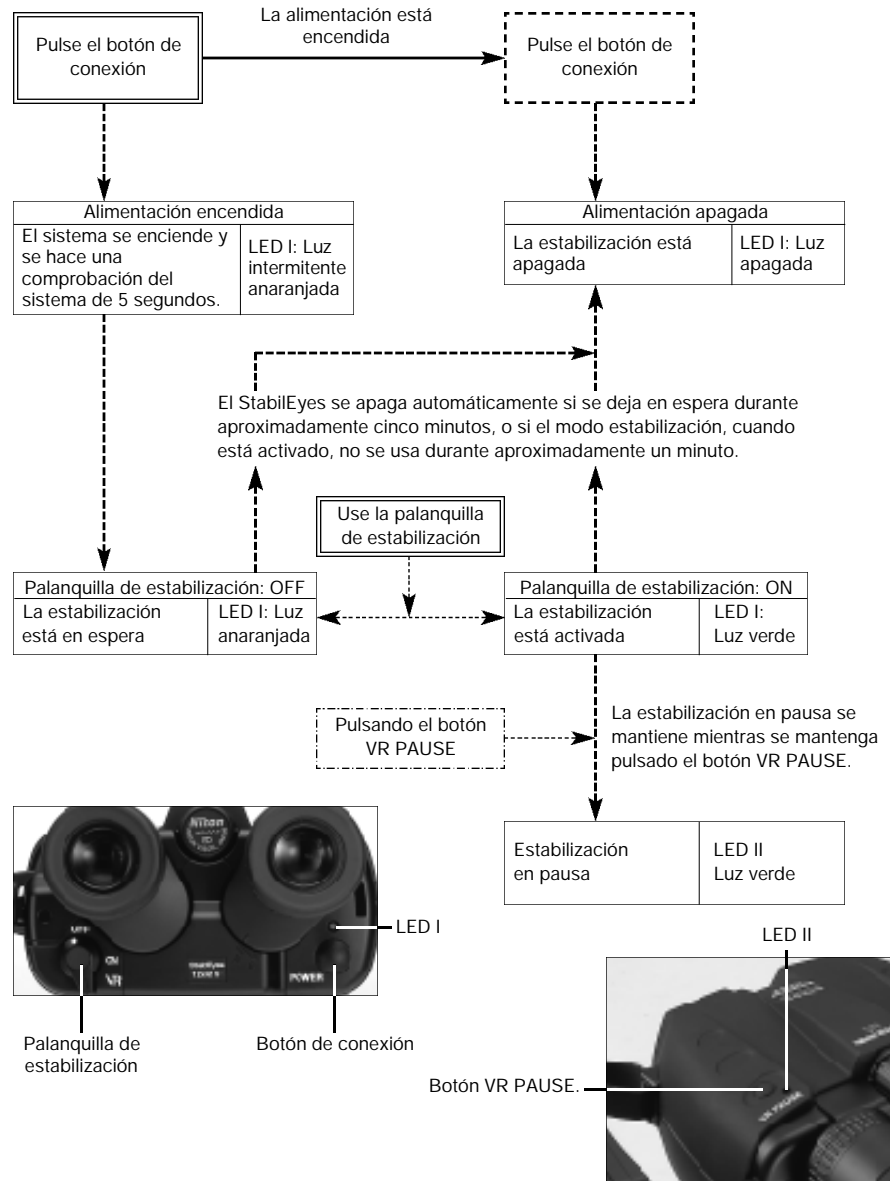 La alimentación está
encendida
Pulse el botón de
conexión
Pulse el botón de
conexión
Alimentación encendida
El sistema se enciende y
se hace una
comprobación del
sistema de 5 segundos.
LED I: Luz
intermitente
anaranjada
Alimentación apagada
La estabilización está
apagada
LED I: Luz
apagada
El StabilEyes se apaga automáticamente si se deja en espera durante
aproximadamente cinco minutos, o si el modo estabilización, cuando
está activado, no se usa durante aproximadamente un minuto.
Use la palanquilla
de estabilización
Palanquilla de estabilización: OFF
La estabilización
está en espera
LED I: Luz
anaranjada
Palanquilla de estabilización: ON
La estabilización
está activada
LED I:
Luz verde
Pulsando el botón
VR PAUSE
La estabilización en pausa se
mantiene mientras se mantenga
pulsado el botón VR PAUSE.
Estabilización
en pausa
LED II
Luz verde
Nikon
OFF
ON
VR
POWER
LED I
Palanquilla de
estabilización
Botón de conexión
LED II
Botón VR PAUSE.
VR PAUSE